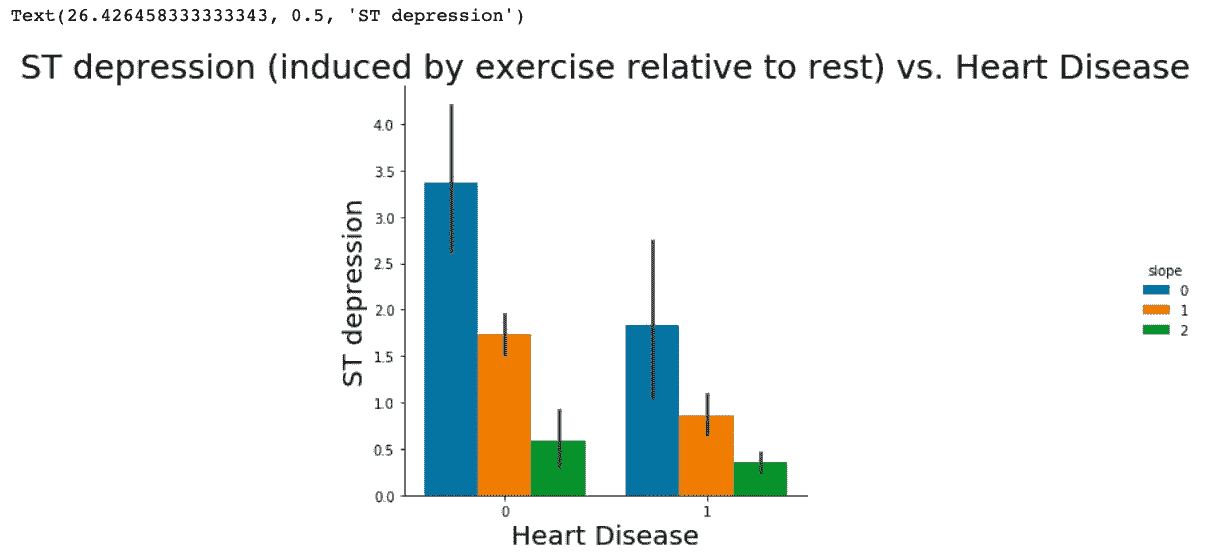 Text(26.426458333333343, 0.5, 'ST depression')
ST depression (induced by exercise relative to rest) vs. Heart Disease
4.0
3.5
3.0
2.5
2.0
1.5
1.0
0.5
0.0
ST depression
0
1
Heart Disease
slope
0
1
2